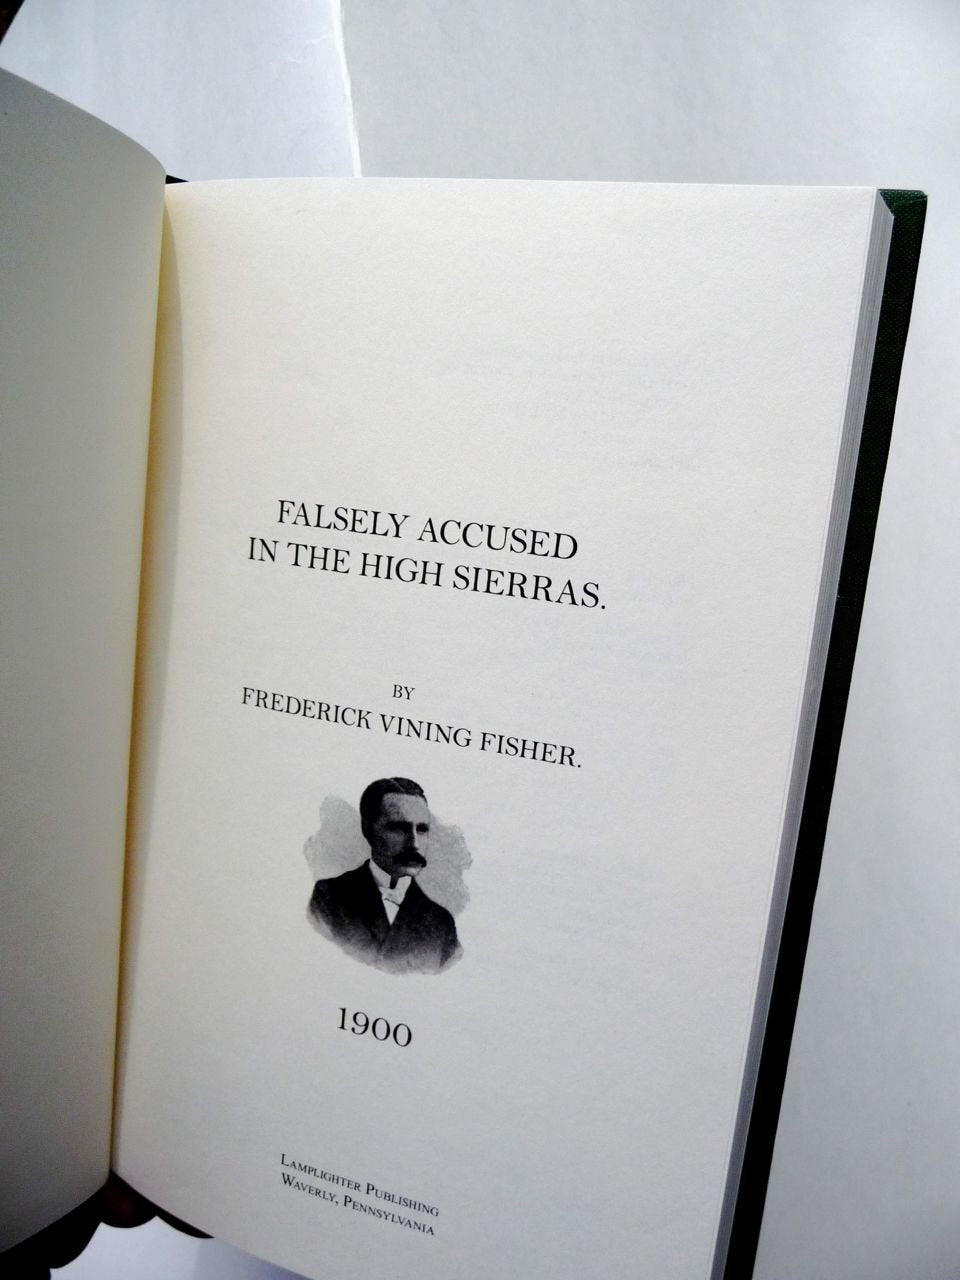 FALSELY ACCUSED
IN THE HIGH SIERRAS.
BY
FREDERICK VINING FISHER.
1900
LAMPLIGHTER PUBLISHING
WAVERLY, PENNSYLVANIA